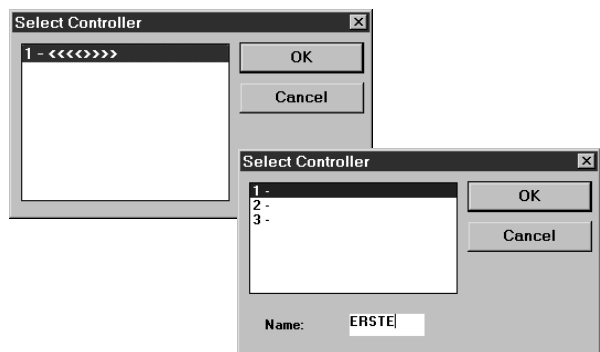 Select Controller
1 - <<<<>>>>
OK
Cancel
Select Controller
1 -
2 -
3 -
OK
Cancel
Name: ERSTE